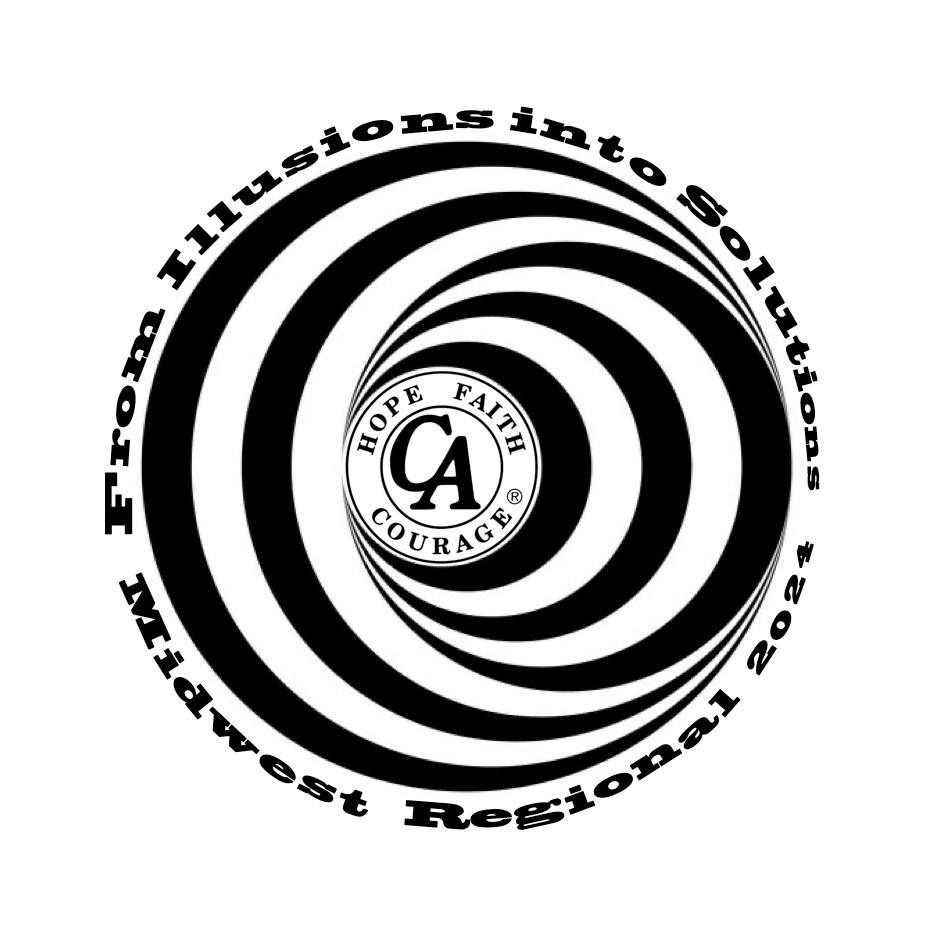 From Illusions into Solutions
HOPE FAITH
CA
COURAGE®
Midwest Regional 2024